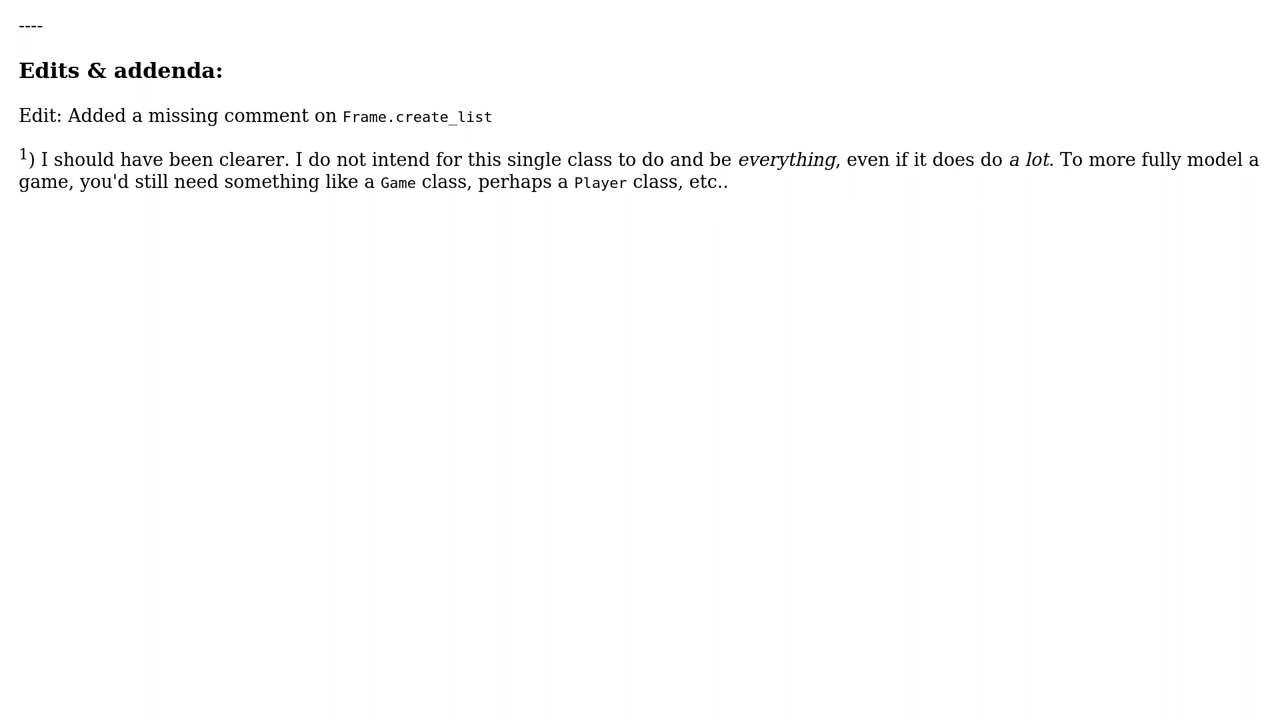 ----
Edits & addenda:
Edit: Added a missing comment on Frame.create_list
1) I should have been clearer. I do not intend for this single class to do and be everything, even if it does do a lot. To more fully model a
game, you'd still need something like a Game class, perhaps a Player class, etc..